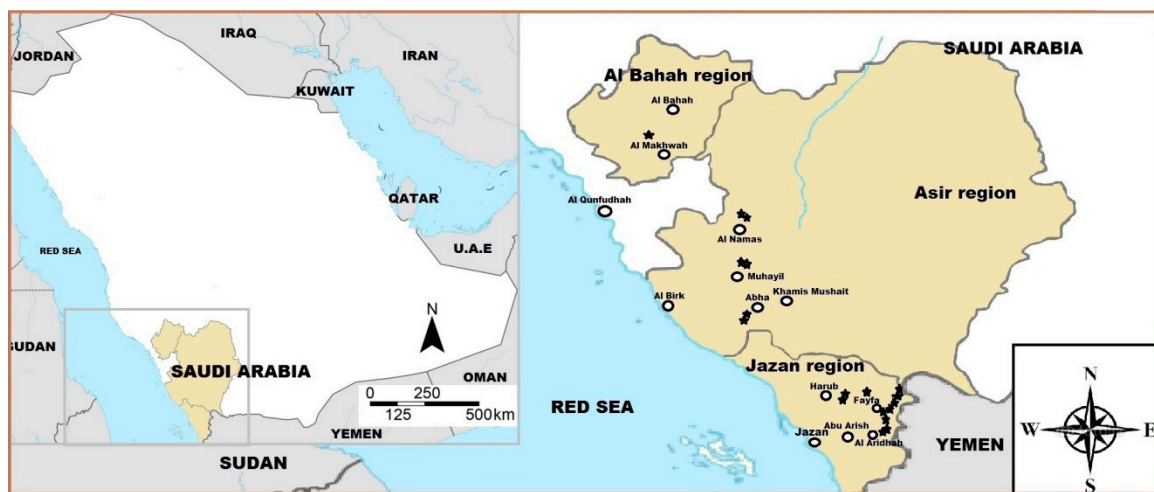 IRAQ
JORDAN
IRAN
KUWAIT
QATAR
U.A.E
RED SEA
N
SAUDI ARABIA
OMAN
0 250
125 500km
SUDAN
YEMEN
SUDAN
SAUDI ARABIA
Al Bahah region
Al Bahah
Al Makhwah
Asir region
Al Qunfudhah
Al Namas
Muhayil
Al Birk
Abha
Khamis Mushait
Jazan region
Harub
Fayfa
RED SEA
Jazan
Abu Arish
Al Aridhah
YEMEN
N
W E
S